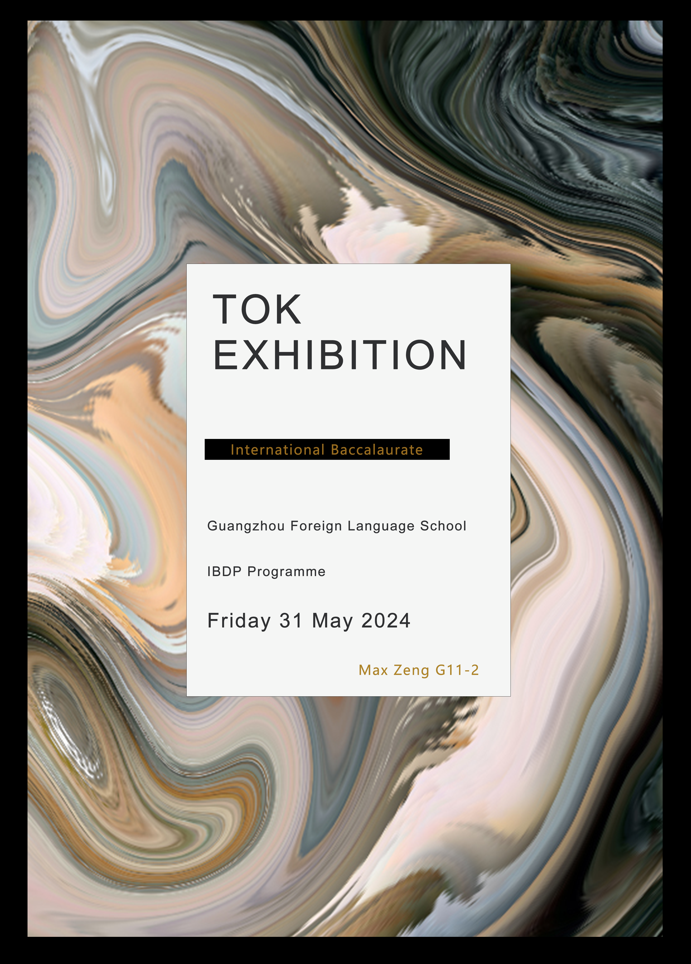 TOK
EXHIBITION
International Baccalaurate
Guangzhou Foreign Language School
IBDP Programme
Friday 31 May 2024
Max Zeng G11-2